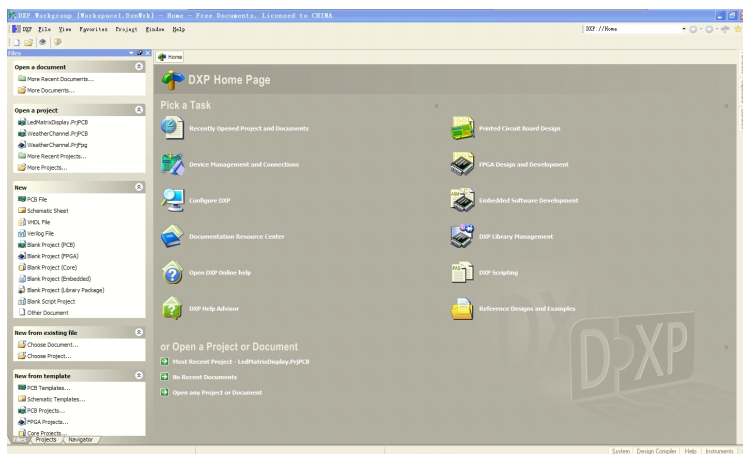 DXP Workgroup [Workspace1.DsnWrk] - Home - Free Documents. Licensed to CHINA
DXP File View Favorites Project Window Help
DXP://Home
Files
Home
Open a document
More Recent Documents...
More Documents...
Open a project
LedMatrixDisplay.PrjPCB
WeatherChannel.PrjPCB
WeatherChannel.PrjFpg
More Recent Projects...
More Projects...
New
PCB File
Schematic Sheet
VHDL File
Verilog File
Blank Project (PCB)
Blank Project (FPGA)
Blank Project (Core)
Blank Project (Embedded)
Blank Project (Library Package)
Blank Script Project
Other Document
New from existing file
Choose Document...
Choose Project...
New from template
PCB Templates...
Schematic Templates...
PCB Projects...
FPGA Projects...
Core Projects...
Files Projects Navigator
DXP Home Page
Pick a Task
Recently Opened Project and Documents
Device Management and Connections
Configure DXP
Documentation Resource Center
Open DXP Online help
DXP Help Advisor
Printed Circuit Board Design
FPGA Design and Development
Embedded Software Development
DXP Library Management
PAS
DXP Scripting
Reference Designs and Examples
or Open a Project or Document
Most Recent Project - LedMatrixDisplay.PrjPCB
No Recent Documents
Open any Project or Document
DXP
System Design Compiler Help Instruments